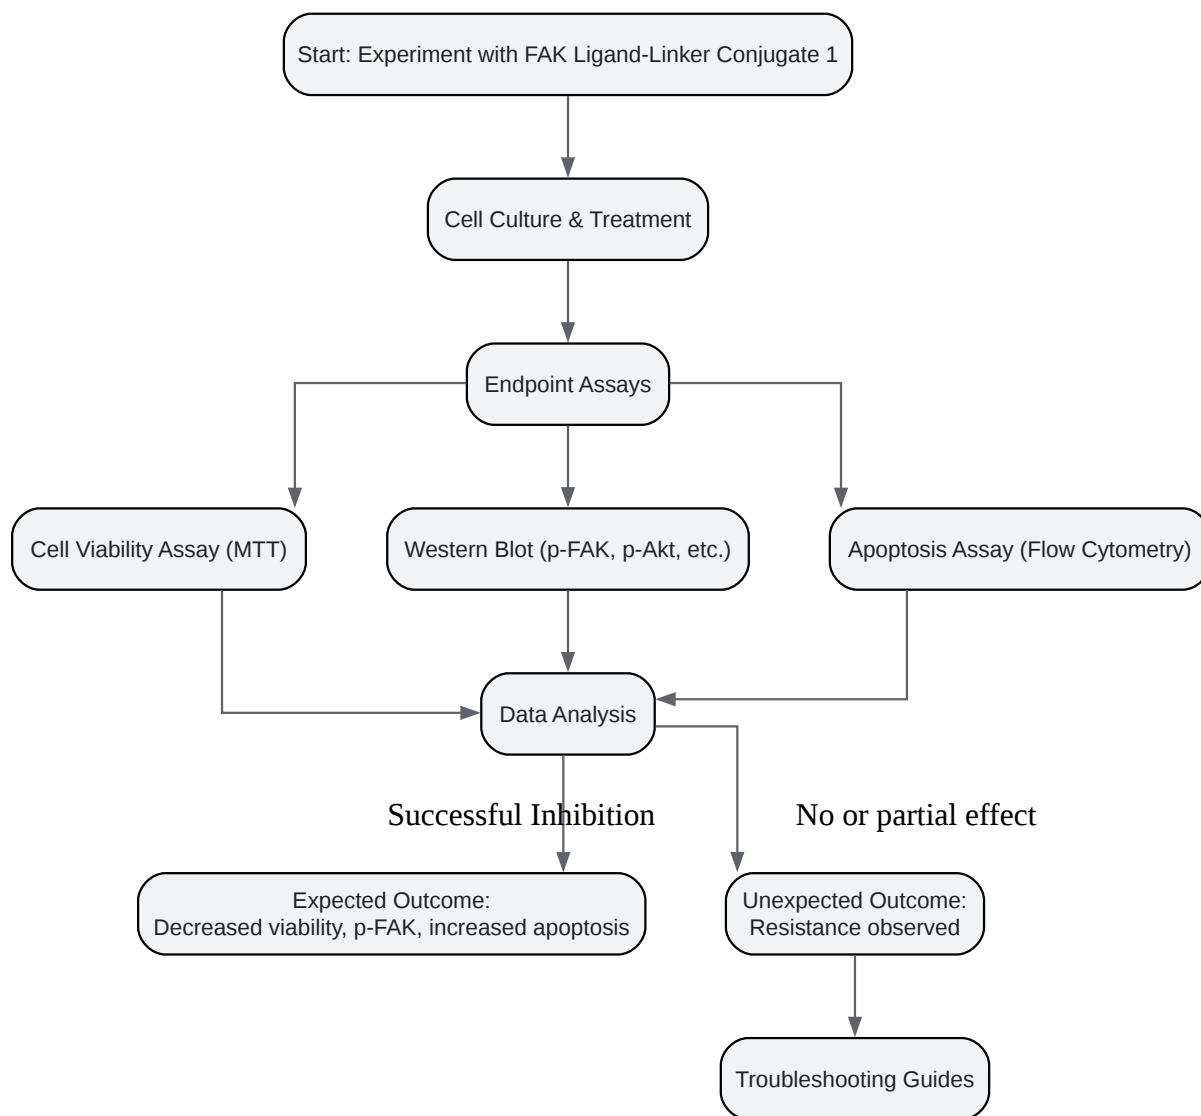 Start: Experiment with FAK Ligand-Linker Conjugate 1
Cell Culture & Treatment
Endpoint Assays
Cell Viability Assay (MTT)
Western Blot (p-FAK, p-Akt, etc.)
Apoptosis Assay (Flow Cytometry)
Data Analysis
Successful Inhibition
No or partial effect
Expected Outcome:
Decreased viability, p-FAK, increased apoptosis
Unexpected Outcome:
Resistance observed
Troubleshooting Guides